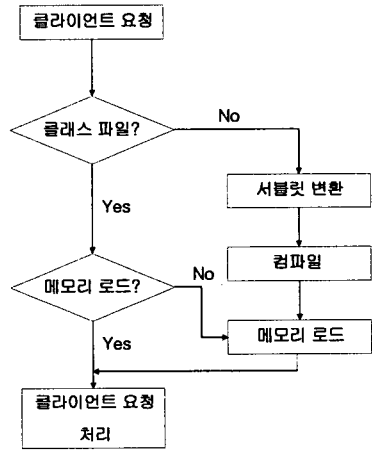 클라이언트 요청
클래스 파일?
No
서블릿 변환
Yes
컴파일
메모리 로드?
No
메모리 로드
Yes
클라이언트 요청
처리